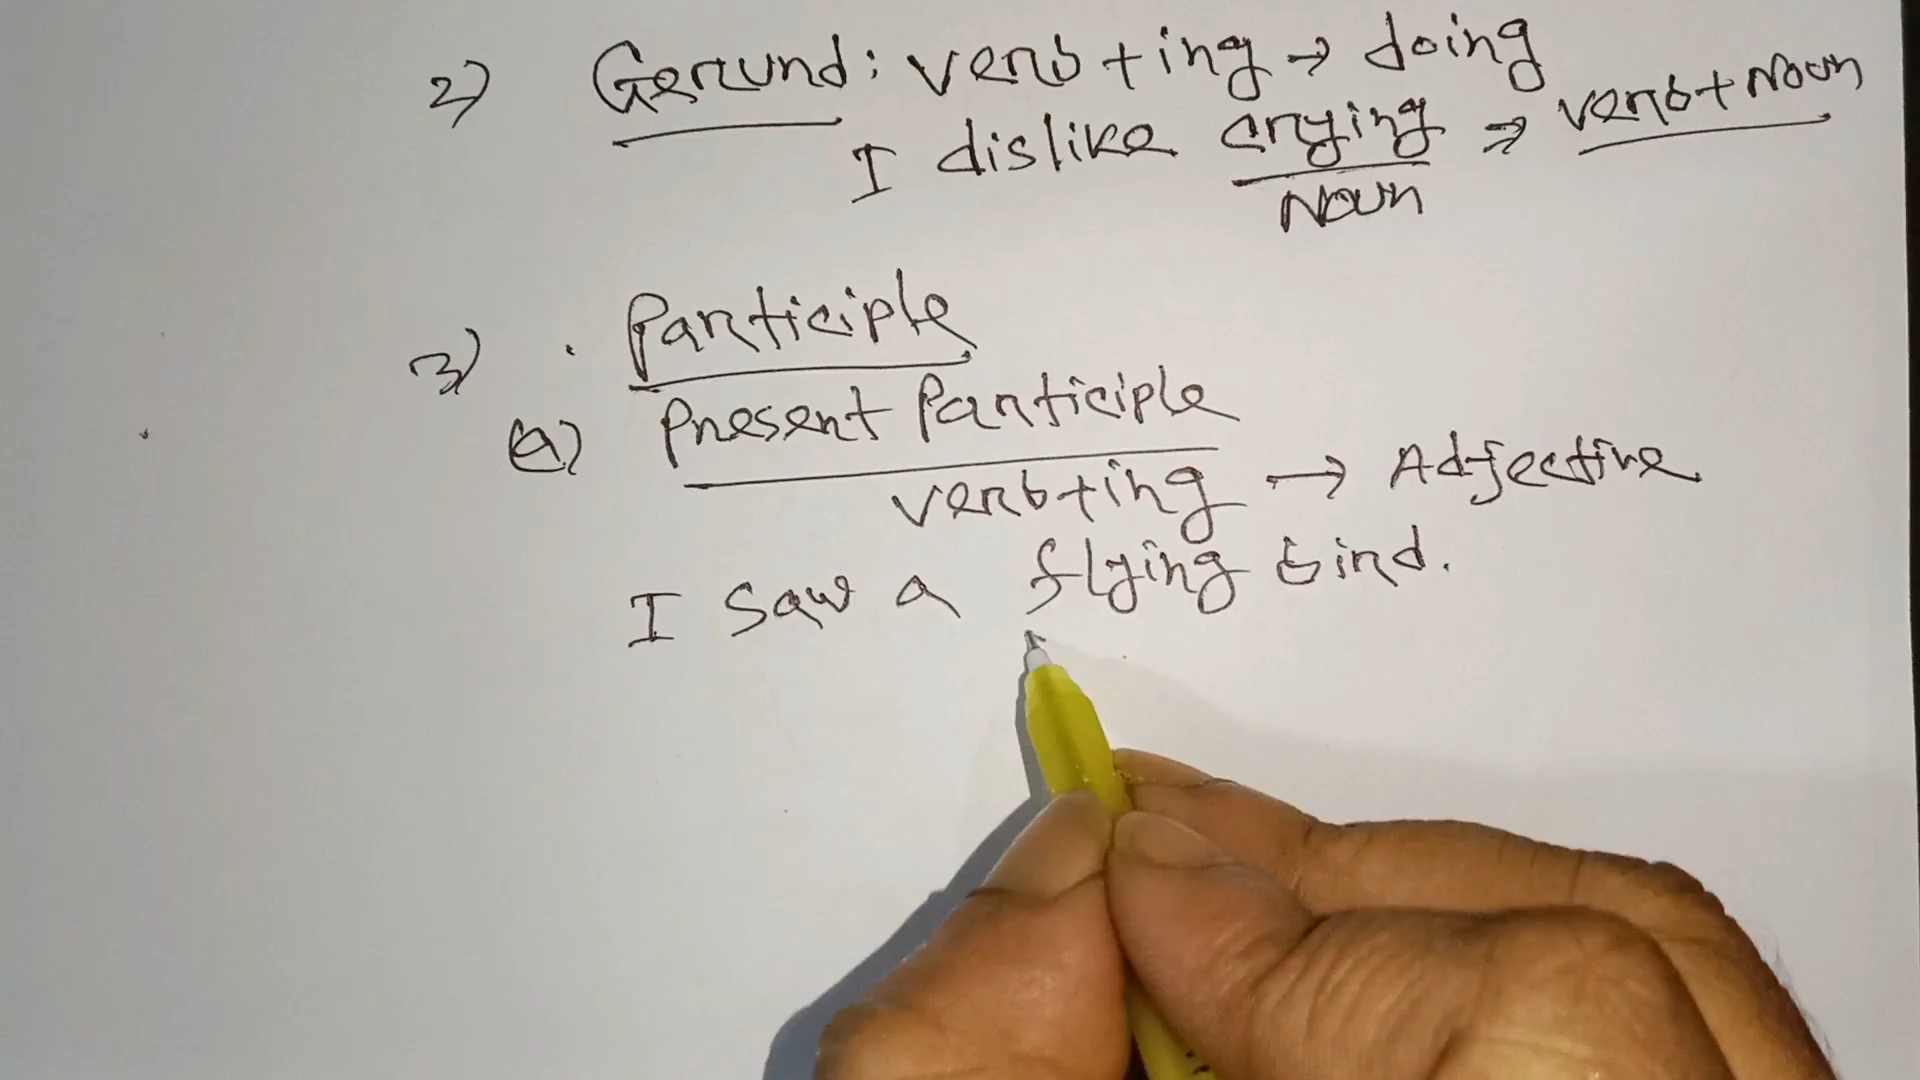 2) Gerund: verb + ing → doing
I dislike crying ⇒ verb + Noun
Noun
3) Participle
(a) Present Participle
verb+ing → Adjective
I saw a flying bird.